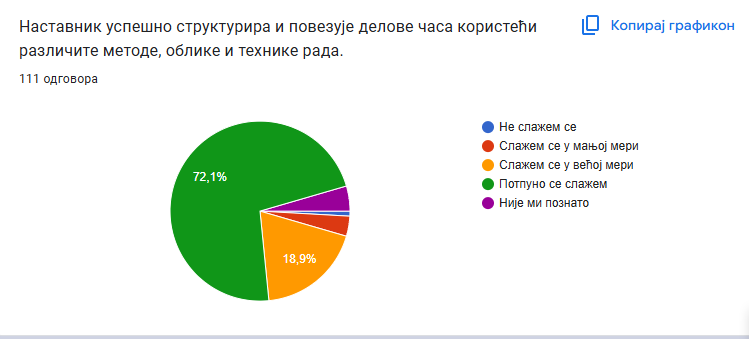 Наставник успешно структурира и повезује делове часа користећи
различите методе, облике и технике рада.
Копирај графикон
111 одговора
72,1%
18,9%
Не слажем се
Слажем се у мањој мери
Слажем се у већој мери
Потпуно се слажем
Није ми познато